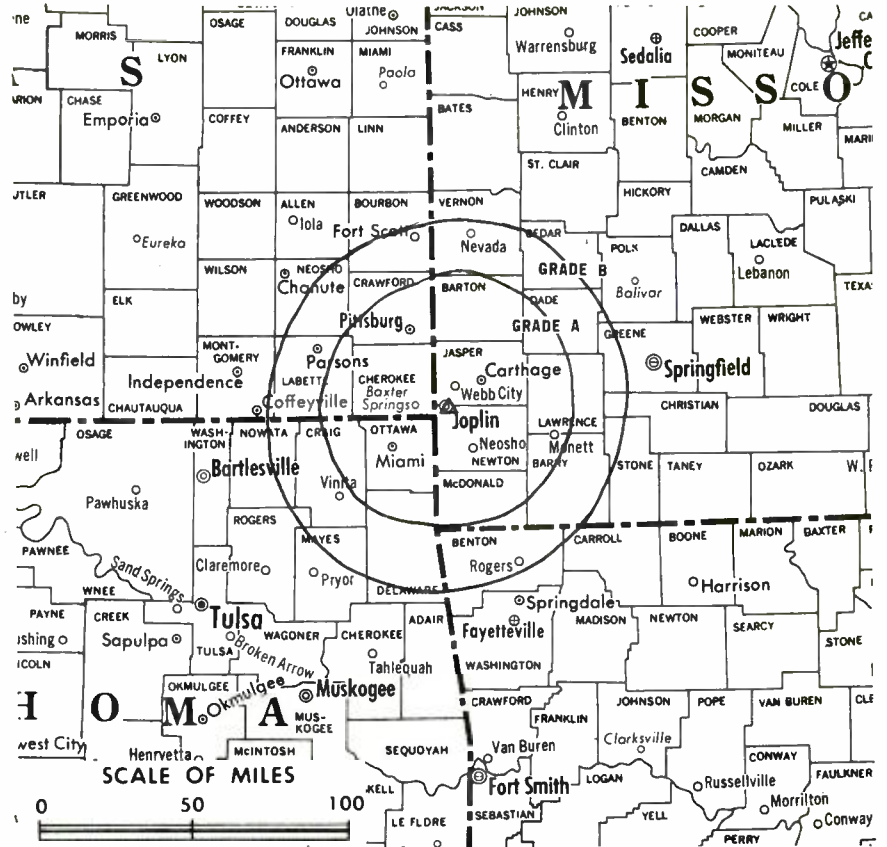 OSAGE
DOUGLAS
Olathe
JOHNSON
JACKSON
CASS
JOHNSON
Warrensburg
Sedalia
COOPER
MONITEAU
COLE
MORRIS
LYON
S
FRANKLIN
Ottawa
MIAMI
Paola
HENRY
M I S S O
CHASE
Emporia
COFFEY
ANDERSON
LINN
BATES
Clinton
BENTON
MORGAN
MILLER
ST. CLAIR
CAMDEN
GREENWOOD
WOODSON
ALLEN
BOURBON
VERNON
HICKORY
PULASKI
Iola
Fort Scott
Nevada
CEDAR
POLK
DALLAS
LACLEDE
Lebanon
Eureka
WILSON
NEOSHO
Chanute
CRAWFORD
BARTON
GRADE B
Bolivar
ELK
DADE
GRADE A
Pittsburg
GREENE
WEBSTER
WRIGHT
Winfield
MONT-
GOMERY
Independence
Parsons
LABETTE
CHEROKEE
Baxter
Springs
JASPER
Carthage
Webb City
Springfield
Arkansas
CHAUTAUQUA
Coffeyville
Joplin
LAWRENCE
CHRISTIAN
DOUGLAS
OSAGE
WASH-
INGTON
NOWATA
CRAIG
OTTAWA
Miami
Neosho
NEWTON
Monett
BARRY
STONE
TANEY
OZARK
well
Bartlesville
Pawhuska
Vinita
McDONALD
ROGERS
MAYES
BENTON
CARROLL
BOONE
MARION
BAXTER
PAWNEE
Sand Springs
Claremore
Pryor
DELAWARE
Rogers
Harrison
WNEE
PAYNE
CREEK
Tulsa
Sapulpa
TULSA
WAGONER
Broken Arrow
CHEROKEE
Tahlequah
ADAIR
Springdale
Fayetteville
MADISON
NEWTON
SEARCY
STONE
WASHINGTON
OKMULGEE
Okmulgee
Muskogee
MUS-
KOGEE
H O M A
CRAWFORD
FRANKLIN
JOHNSON
POPE
VAN BUREN
west City
McINTOSH
SEQUOYAH
Van Buren
Clarksville
CONWAY
FAULKNER
Fort Smith
LOGAN
Russellville
Morrilton
Conway
SEBASTIAN
YELL
PERRY
SCALE OF MILES
0 50 100